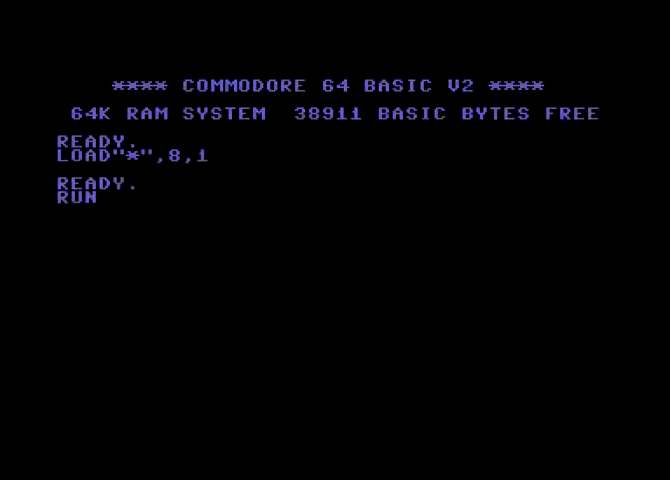 **** COMMODORE 64 BASIC V2 ****
64K RAM SYSTEM  38911 BASIC BYTES FREE
READY.
LOAD"*",8,1
READY.
RUN